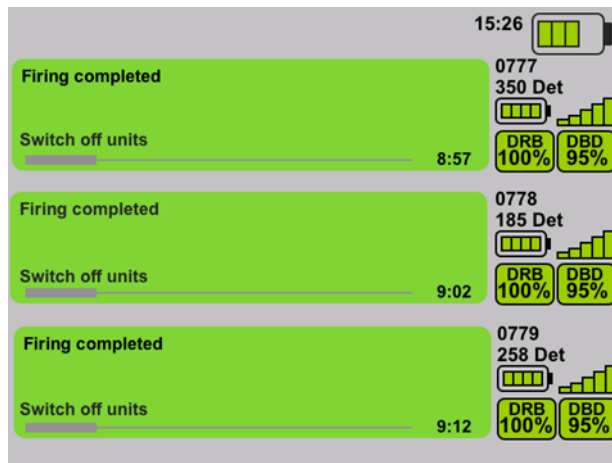 15:26
Firing completed
0777
350 Det
Switch off units
8:57
DRB
100%
DBD
95%
Firing completed
0778
185 Det
Switch off units
9:02
DRB
100%
DBD
95%
Firing completed
0779
258 Det
Switch off units
9:12
DRB
100%
DBD
95%